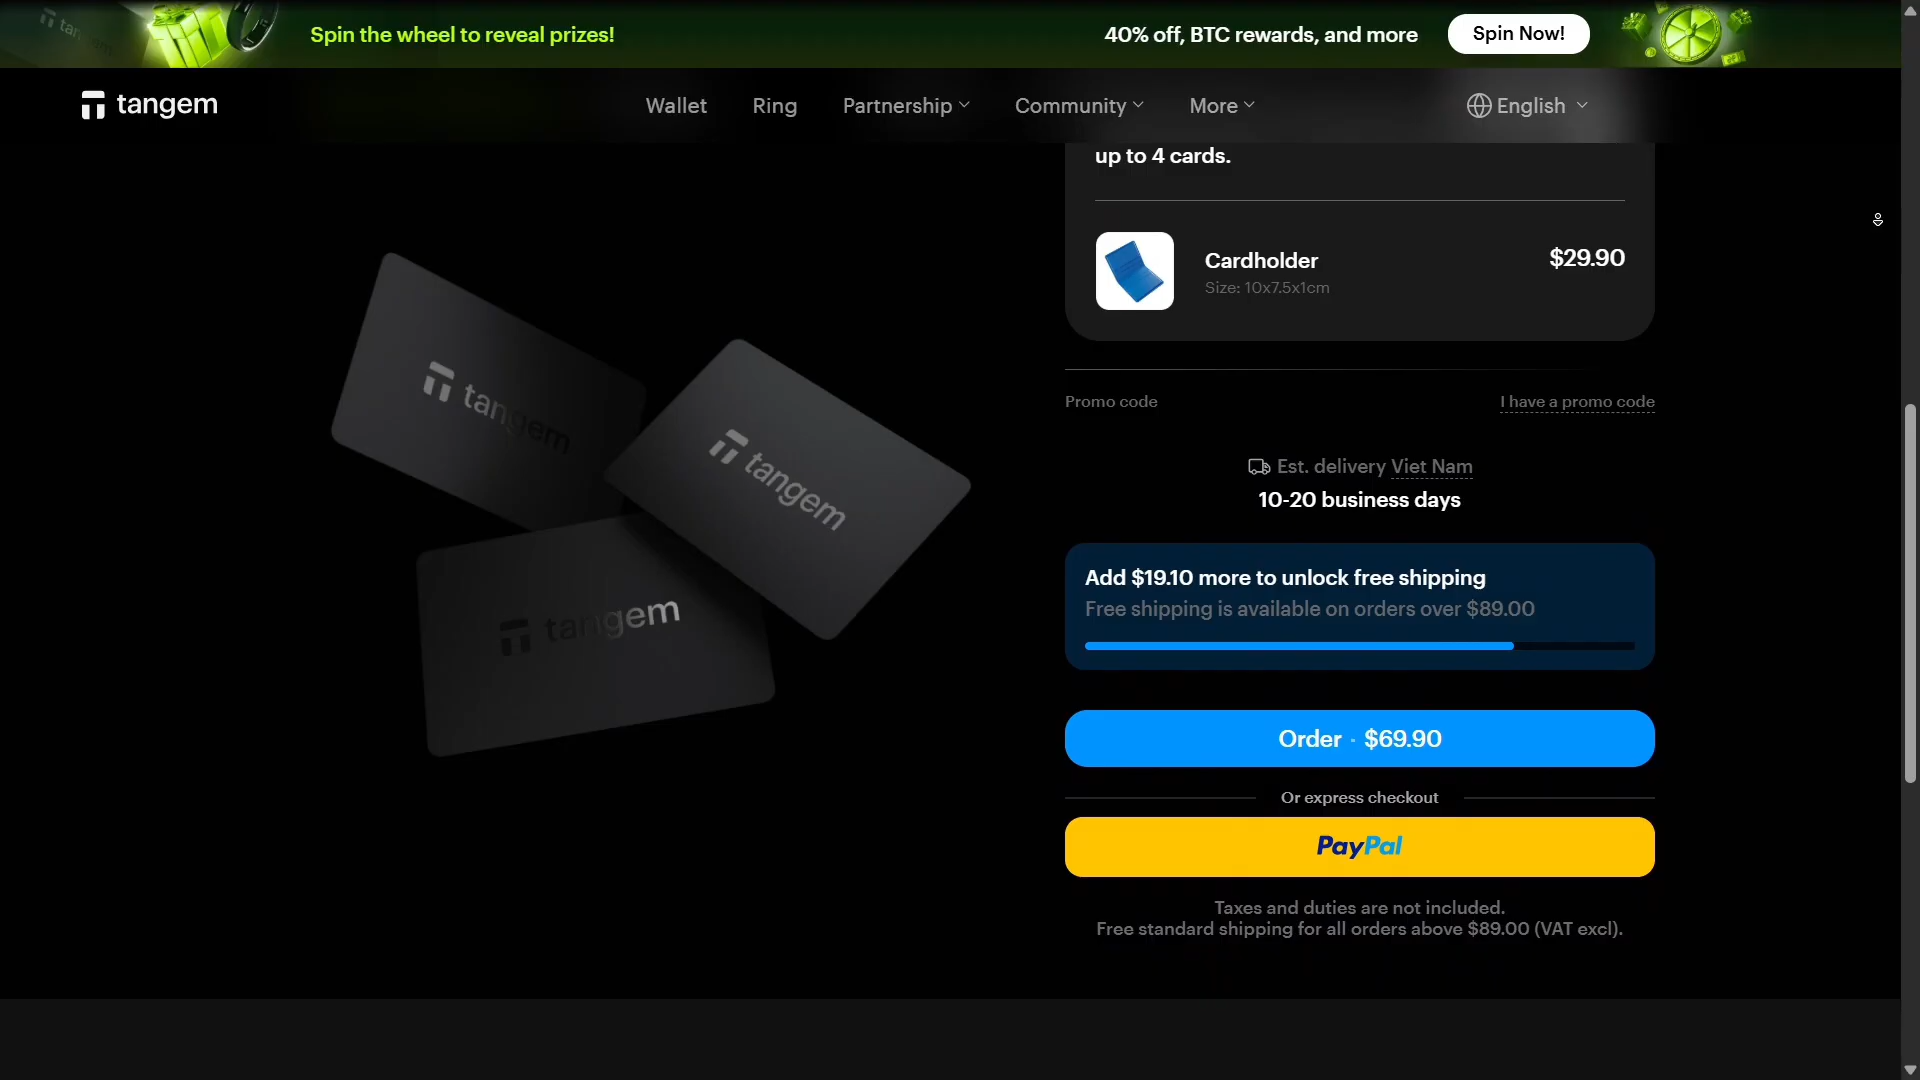 Spin the wheel to reveal prizes!
40% off, BTC rewards, and more
Spin Now!
tangem
Wallet
Ring
Partnership
Community
More
English
up to 4 cards.
Cardholder
$29.90
Size: 10x7.5x1cm
Promo code
I have a promo code
Est. delivery Viet Nam
10-20 business days
Add $19.10 more to unlock free shipping
Free shipping is available on orders over $89.00
Order · $69.90
Or express checkout
PayPal
Taxes and duties are not included.
Free standard shipping for all orders above $89.00 (VAT excl).
tangem
tangem
tangem